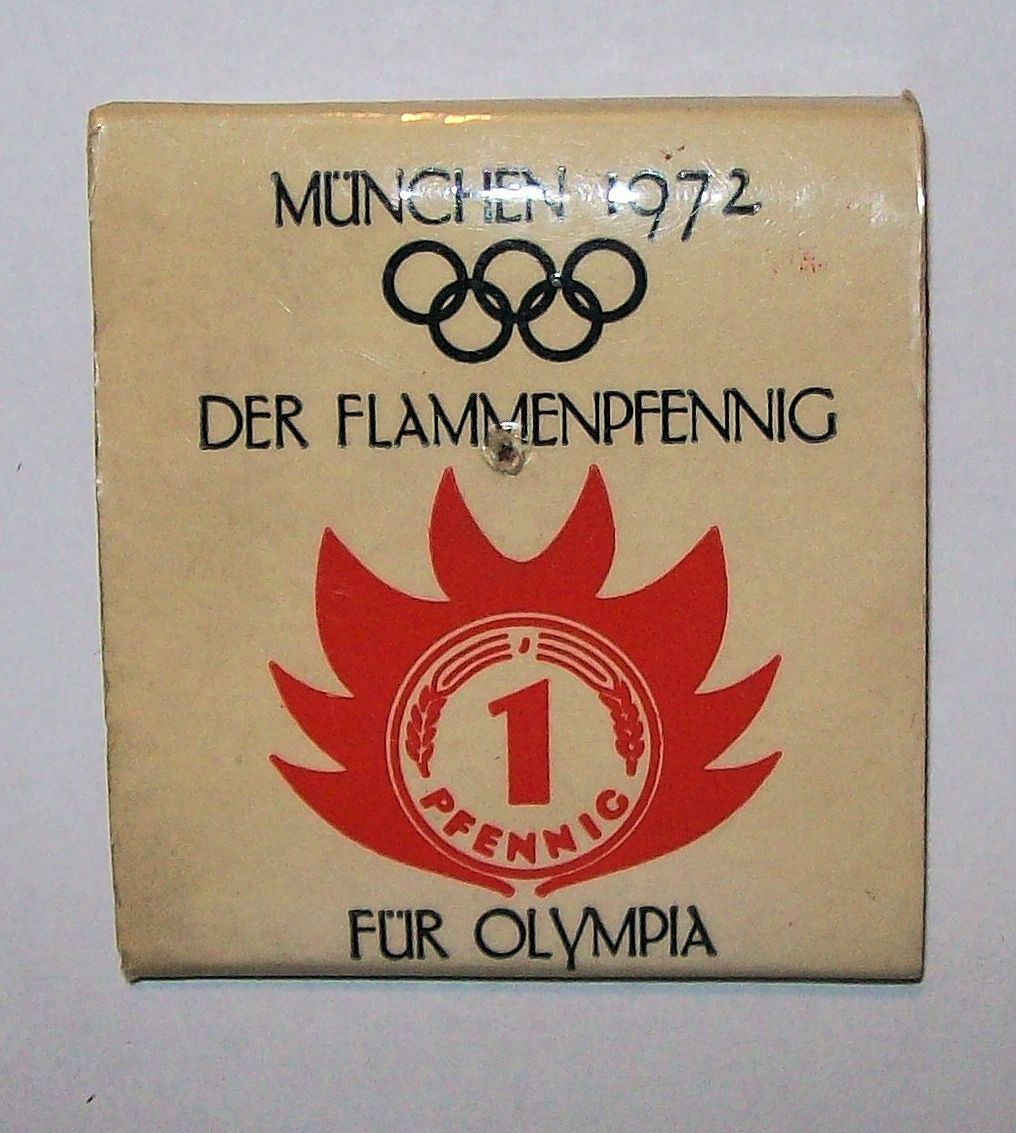 MÜNCHEN 1972
DER FLAMMENPFENNIG
1
PFENNIG
FÜR OLYMPIA